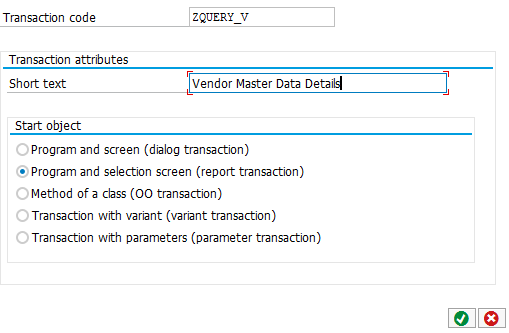 Transaction code ZQUERY_V
Transaction attributes
Short text Vendor Master Data Details
Start object
Program and screen (dialog transaction)
Program and selection screen (report transaction)
Method of a class (OO transaction)
Transaction with variant (variant transaction)
Transaction with parameters (parameter transaction)